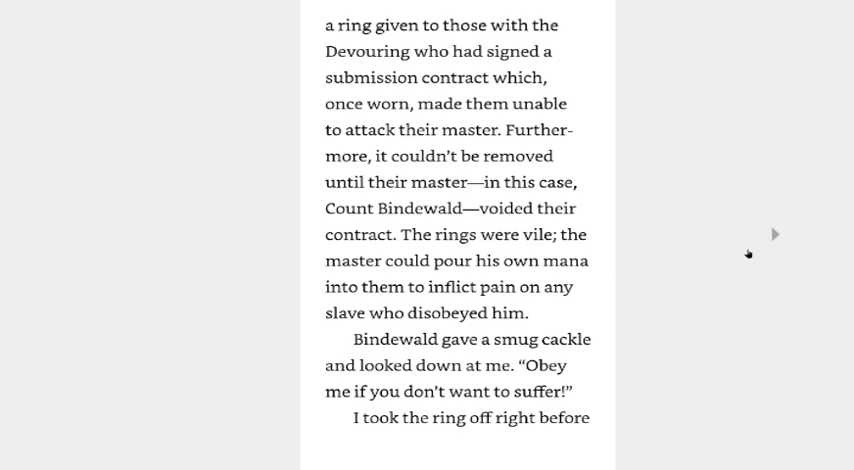 a ring given to those with the
Devouring who had signed a
submission contract which,
once worn, made them unable
to attack their master. Further-
more, it couldn’t be removed
until their master—in this case,
Count Bindewald—voided their
contract. The rings were vile; the
master could pour his own mana
into them to inflict pain on any
slave who disobeyed him.
Bindewald gave a smug cackle
and looked down at me. “Obey
me if you don’t want to suffer!”
I took the ring off right before